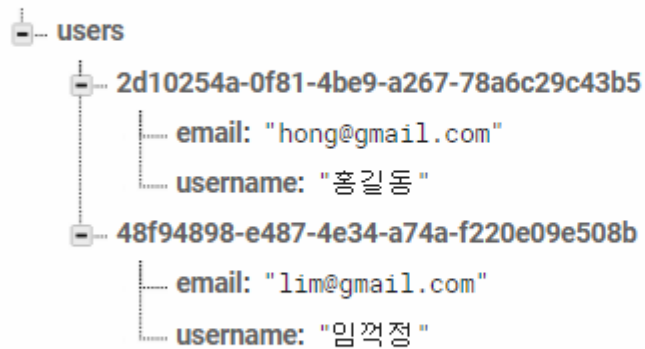 users
2d10254a-0f81-4be9-a267-78a6c29c43b5
email: "hong@gmail.com"
username: "홍길동"
48f94898-e487-4e34-a74a-f220e09e508b
email: "lim@gmail.com"
username: "임꺽정"